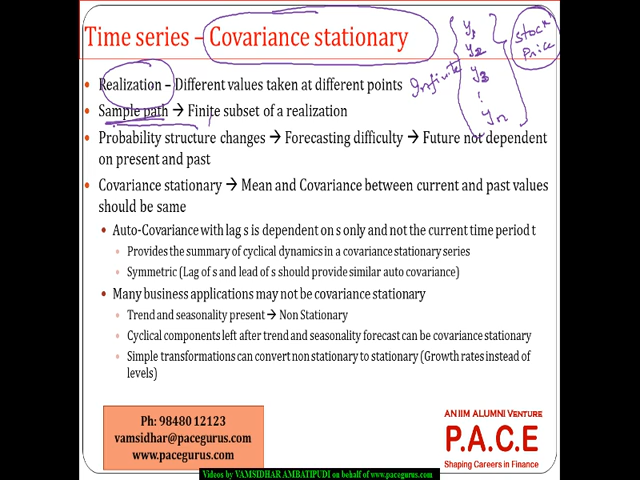 Time series – Covariance stationary
Realization – Different values taken at different points
Sample path → Finite subset of a realization
Probability structure changes → Forecasting difficulty → Future not dependent
on present and past
Covariance stationary → Mean and Covariance between current and past values
should be same
Auto-Covariance with lag s is dependent on s only and not the current time period t
Provides the summary of cyclical dynamics in a covariance stationary series
Symmetric (Lag of s and lead of s should provide similar auto covariance)
Many business applications may not be covariance stationary
Trend and seasonality present → Non Stationary
Cyclical components left after trend and seasonality forecast can be covariance stationary
Simple transformations can convert non stationary to stationary (Growth rates instead of
levels)
Infinite
y1
y2
y3
⋮
yn
Stock
Price
Ph: 98480 12123
vamsidhar@pacegurus.com
www.pacegurus.com
AN IIM ALUMNI VENTURE
P.A.C.E
Shaping Careers in Finance
Videos by VAMSIDHAR AMBATIPUDI on behalf of www.pacegurus.com